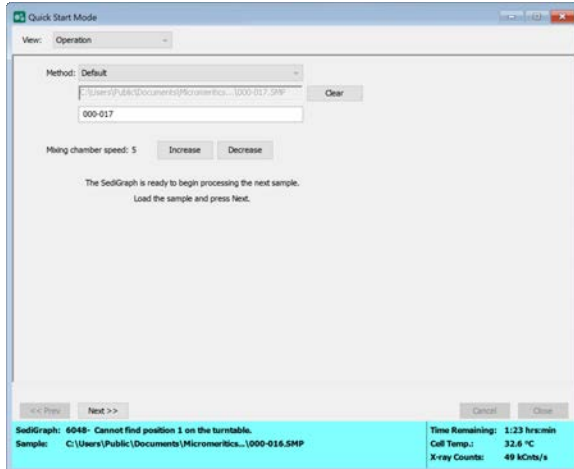 Quick Start Mode
View: Operation
Method: Default
C:\Users\Public\Documents\Micromeritics...\000-017.SMP Clear
000-017
Mixing chamber speed: 5 Increase Decrease
The SediGraph is ready to begin processing the next sample.
Load the sample and press Next.
<< Prev Next >> Cancel Close
SediGraph: 6048- Cannot find position 1 on the turntable. Time Remaining: 1:23 hrs:min
Sample: C:\Users\Public\Documents\Micromeritics...\000-016.SMP Cell Temp.: 32.6 °C
X-ray Counts: 49 kCnts/s